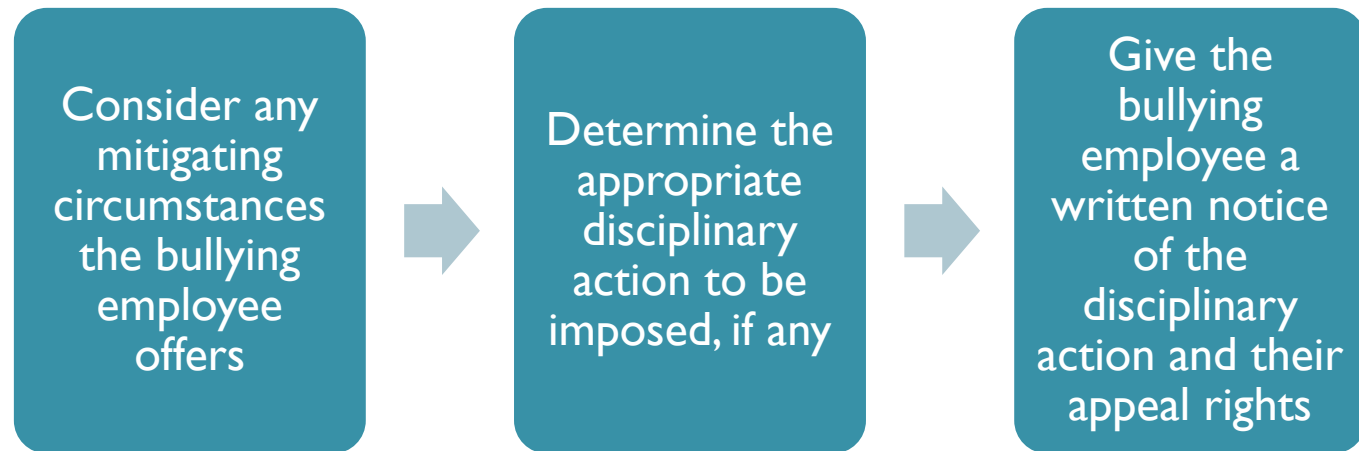 Consider any
mitigating
circumstances
the bullying
employee
offers
Determine the
appropriate
disciplinary
action to be
imposed, if any
Give the
bullying
employee a
written notice
of the
disciplinary
action and their
appeal rights